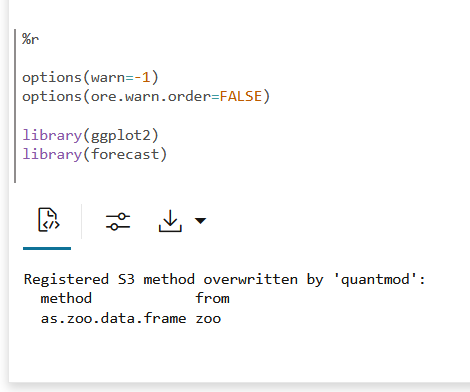 %r
options(warn=-1)
options(ore.warn.order=FALSE)
library(ggplot2)
library(forecast)
Registered S3 method overwritten by 'quantmod':
  method            from
  as.zoo.data.frame zoo